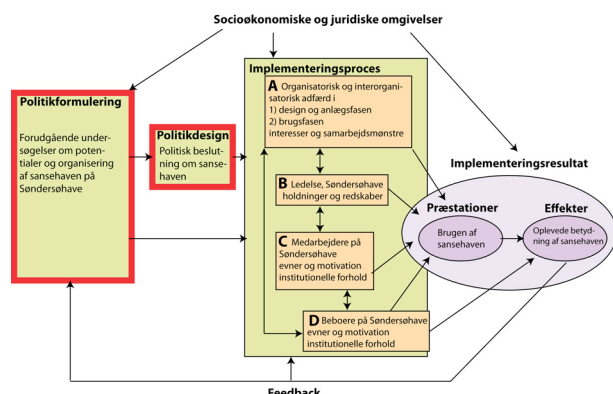 Socioøkonomiske og juridiske omgivelser
Politikformulering
Forudgående under-
søgelser om poten-
tialer og organisering
af sansehaven på
Søndersøhave
Politikdesign
Politisk beslut-
ning om sanse-
haven
Implementeringsproces
A Organisatorisk og interorgani-
satorisk adfærd i
1) design og anlægsfasen
2) brugsfasen
interesser og samarbejdsmønstre
B Ledelse, Søndersøhave
holdninger og redskaber
C Medarbejdere på
Søndersøhave
evner og motivation
institutionelle forhold
D Beboere på Søndersøhave
evner og motivation
institutionelle forhold
Implementeringsresultat
Præstationer
Brugen af
sansehaven
Effekter
Oplevede betyd-
ning af sansehaven
Feedback